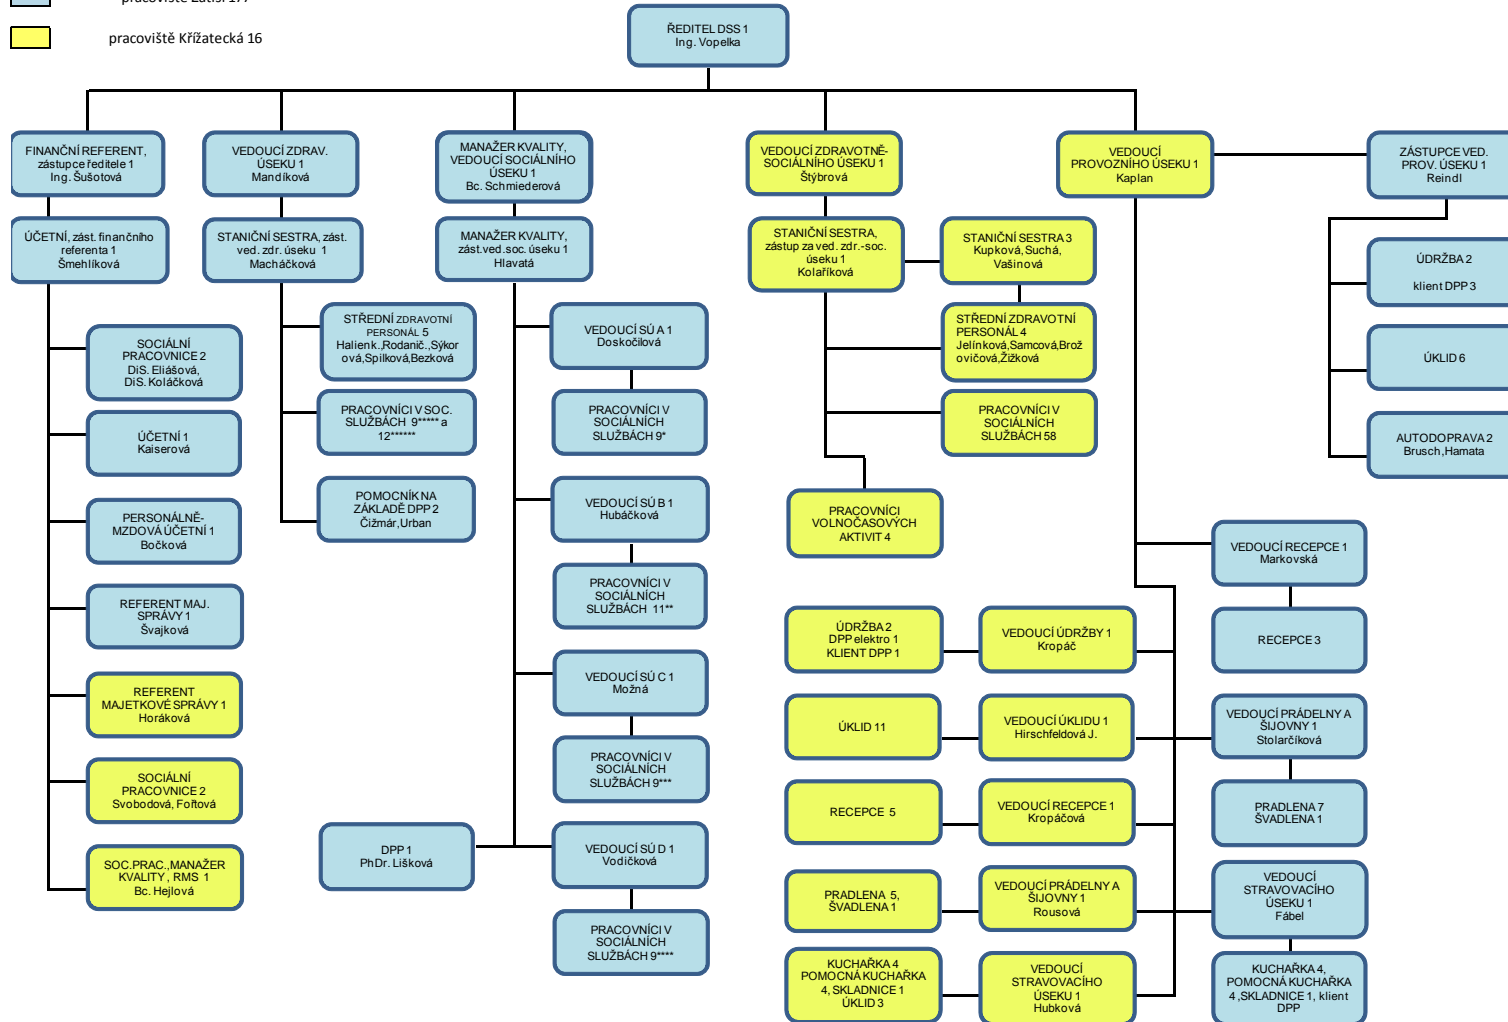 pracoviště Zátiší 177
pracoviště Křížatecká 16
ŘEDITEL DSS 1
Ing. Vopelka
FINANČNÍ REFERENT,
zástupce ředitele 1
Ing. Šušotová
VEDOUCÍ ZDRAV.
ÚSEKU 1
Mandíková
MANAŽER KVALITY,
VEDOUCÍ SOCIÁLNÍHO
ÚSEKU 1
Bc. Schmiederová
VEDOUCÍ ZDRAVOTNĚ-
SOCIÁLNÍHO ÚSEKU 1
Štýbrová
VEDOUCÍ
PROVOZNÍHO ÚSEKU 1
Kaplan
ZÁSTUPCE VED.
PROV. ÚSEKU 1
Reindl
ÚČETNÍ, zást. finančního
referenta 1
Šmehlíková
STANIČNÍ SESTRA, zást.
ved. zdr. úseku 1
Macháčková
MANAŽER KVALITY,
zást.ved.soc. úseku 1
Hlavatá
STANIČNÍ SESTRA,
zástup za ved. zdr.-soc.
úseku 1
Kolaříková
STANIČNÍ SESTRA 3
Kupková, Suchá,
Vašinová
ÚDRŽBA 2
klient DPP 3
SOCIÁLNÍ
PRACOVNICE 2
DiS. Eliášová,
DiS. Koláčková
STŘEDNÍ ZDRAVOTNÍ
PERSONÁL 5
Halienk.,Rodanič.,Sýkor
ová,Spilková,Bezková
VEDOUCÍ SÚ A 1
Doskočilová
STŘEDNÍ ZDRAVOTNÍ
PERSONÁL 4
Jelínková,Samcová,Brož
ovičová,Žižková
ÚKLID 6
ÚČETNÍ 1
Kaiserová
PRACOVNÍCI V SOC.
SLUŽBÁCH 9***** a
12******
PRACOVNÍCI V
SOCIÁLNÍCH
SLUŽBÁCH 9*
PRACOVNÍCI V
SOCIÁLNÍCH
SLUŽBÁCH 58
AUTODOPRAVA 2
Brusch,Hamata
PERSONÁLNĚ-
MZDOVÁ ÚČETNÍ 1
Bočková
POMOCNÍK NA
ZÁKLADĚ DPP 2
Čižmár,Urban
VEDOUCÍ SÚ B 1
Hubáčková
PRACOVNÍCI
VOLNOČASOVÝCH
AKTIVIT 4
VEDOUCÍ RECEPCE 1
Markovská
REFERENT MAJ.
SPRÁVY 1
Švajková
PRACOVNÍCI V
SOCIÁLNÍCH
SLUŽBÁCH 11**
ÚDRŽBA 2
DPP elektro 1
KLIENT DPP 1
VEDOUCÍ ÚDRŽBY 1
Kropáč
RECEPCE 3
REFERENT
MAJETKOVÉ SPRÁVY 1
Horáková
VEDOUCÍ SÚ C 1
Možná
ÚKLID 11
VEDOUCÍ ÚKLIDU 1
Hirschfeldová J.
VEDOUCÍ PRÁDELNY A
ŠIJOVNY 1
Stolarčíková
SOCIÁLNÍ
PRACOVNICE 2
Svobodová, Fořtová
PRACOVNÍCI V
SOCIÁLNÍCH
SLUŽBÁCH 9***
RECEPCE 5
VEDOUCÍ RECEPCE 1
Kropáčová
PRADLENA 7
ŠVADLENA 1
SOC.PRAC.,MANAŽER
KVALITY , RMS 1
Bc. Hejlová
DPP 1
PhDr. Lišková
VEDOUCÍ SÚ D 1
Vodičková
PRADLENA 5,
ŠVADLENA 1
VEDOUCÍ PRÁDELNY A
ŠIJOVNY 1
Rousová
VEDOUCÍ
STRAVOVACÍHO
ÚSEKU 1
Fábel
PRACOVNÍCI V
SOCIÁLNÍCH
SLUŽBÁCH 9****
KUCHAŘKA 4
POMOCNÁ KUCHAŘKA
4, SKLADNICE 1
ÚKLID 3
VEDOUCÍ
STRAVOVACÍHO
ÚSEKU 1
Hubková
KUCHAŘKA 4,
POMOCNÁ KUCHAŘKA
4 ,SKLADNICE 1, klient
DPP